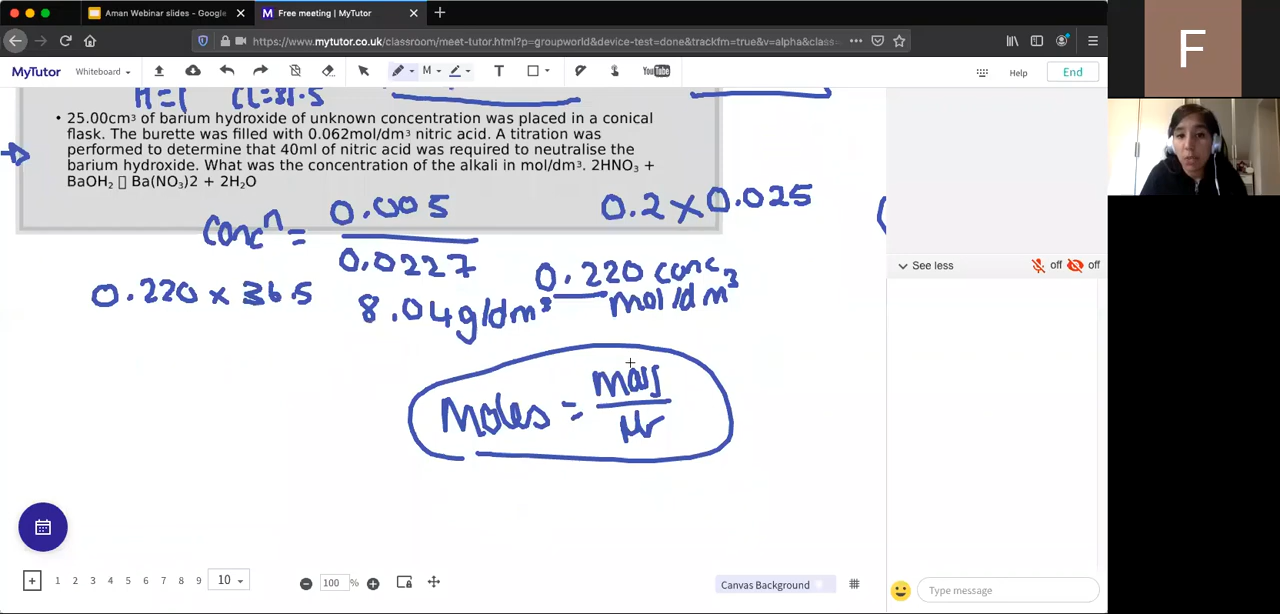 Aman Webinar slides - Google
Free meeting | MyTutor
https://www.mytutor.co.uk/classroom/meet-tutor.html?p=groupworld&device-test=done&trackfm=true&v=alpha&class=
MyTutor
Whiteboard
M
T
YouTube
Help
End
F
H=1 Cl=31.5
• 25.00cm³ of barium hydroxide of unknown concentration was placed in a conical
flask. The burette was filled with 0.062mol/dm³ nitric acid. A titration was
performed to determine that 40ml of nitric acid was required to neutralise the
barium hydroxide. What was the concentration of the alkali in mol/dm³. 2HNO₃ +
BaOH₂ ▯ Ba(NO₃)2 + 2H₂O
concⁿ = 0.005
0.0227
0.2 x 0.025
0.220 conc
mol/dm³
0.220 x 36.5
8.04g/dm³
Moles = mass
Mr
See less
off
off
+ 1 2 3 4 5 6 7 8 9 10
100 %
Canvas Background
Type message